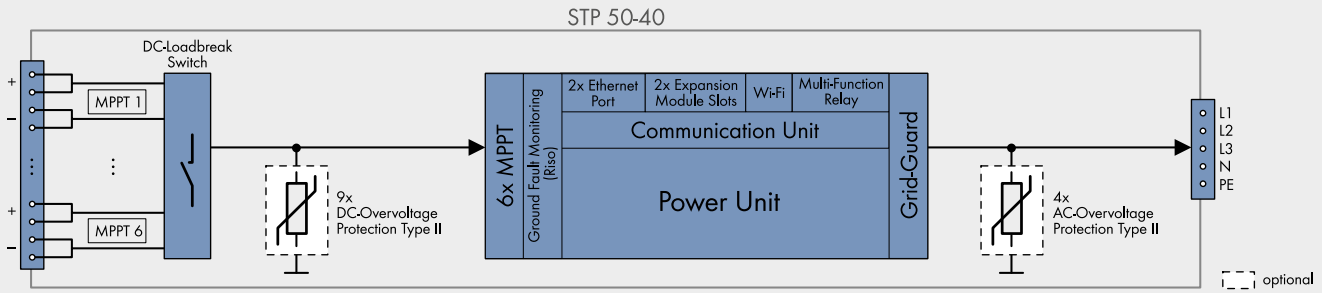 STP 50-40
DC-Loadbreak
Switch
+
MPPT 1
–
...
...
+
MPPT 6
–
9x
DC-Overvoltage
Protection Type II
6x MPPT
Ground Fault Monitoring
(Riso)
2x Ethernet
Port
2x Expansion
Module Slots
Wi-Fi
Multi-Function
Relay
Communication Unit
Power Unit
Grid-Guard
4x
AC-Overvoltage
Protection Type II
L1
L2
L3
N
PE
optional